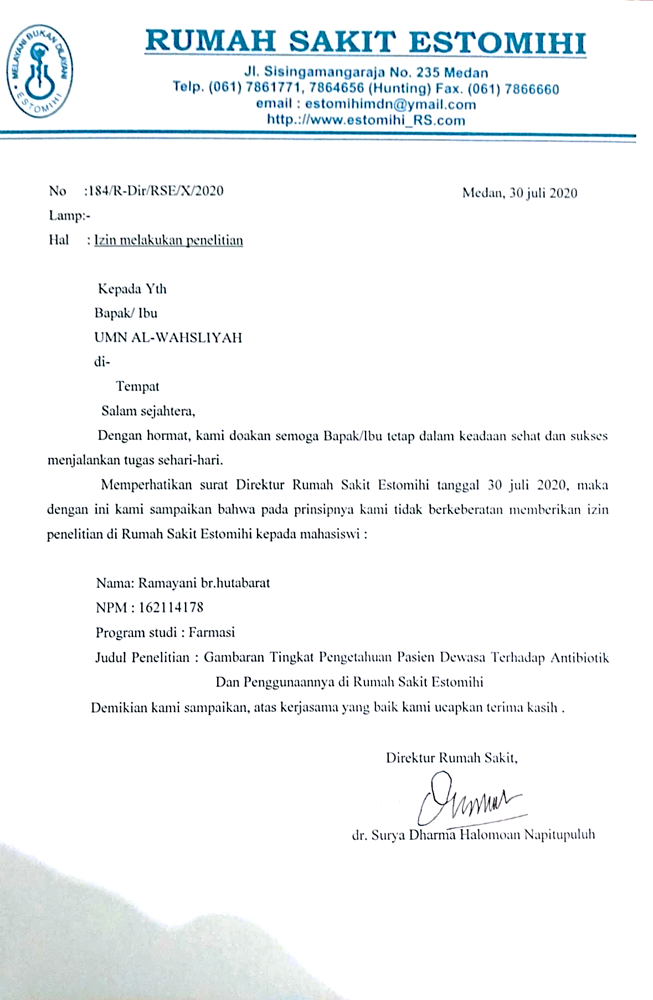 MELAYANI BUKAN DILAYANI
• ESTOMIHI •
RUMAH SAKIT ESTOMIHI
Jl. Sisingamangaraja No. 235 Medan
Telp. (061) 7861771, 7864656 (Hunting) Fax. (061) 7866660
email : estomihimdn@ymail.com
http.://www.estomihi_RS.com
No :184/R-Dir/RSE/X/2020 Medan, 30 juli 2020
Lamp:-
Hal : Izin melakukan penelitian
Kepada Yth
Bapak/ Ibu
UMN AL-WAHSLIYAH
di-
Tempat
Salam sejahtera,
Dengan hormat, kami doakan semoga Bapak/Ibu tetap dalam keadaan sehat dan sukses
menjalankan tugas sehari-hari.
Memperhatikan surat Direktur Rumah Sakit Estomihi tanggal 30 juli 2020, maka
dengan ini kami sampaikan bahwa pada prinsipnya kami tidak berkeberatan memberikan izin
penelitian di Rumah Sakit Estomihi kepada mahasiswi :
Nama: Ramayani br.hutabarat
NPM : 162114178
Program studi : Farmasi
Judul Penelitian : Gambaran Tingkat Pengetahuan Pasien Dewasa Terhadap Antibiotik
Dan Penggunaannya di Rumah Sakit Estomihi
Demikian kami sampaikan, atas kerjasama yang baik kami ucapkan terima kasih .
Direktur Rumah Sakit,
dr. Surya Dharma Halomoan Napitupuluh